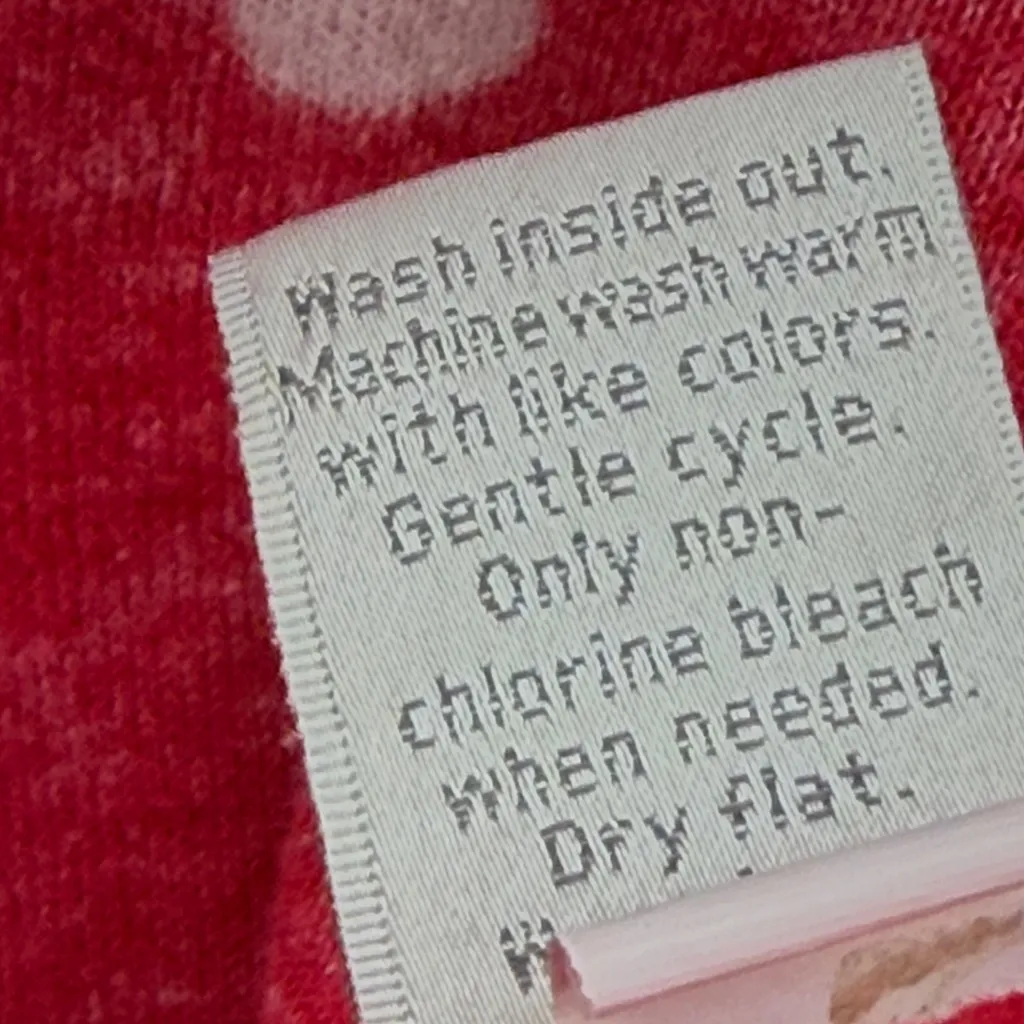 Wash inside out.
Machine wash warm
with like colors.
Gentle cycle.
Only non-
chlorine bleach
when needed.
Dry flat.